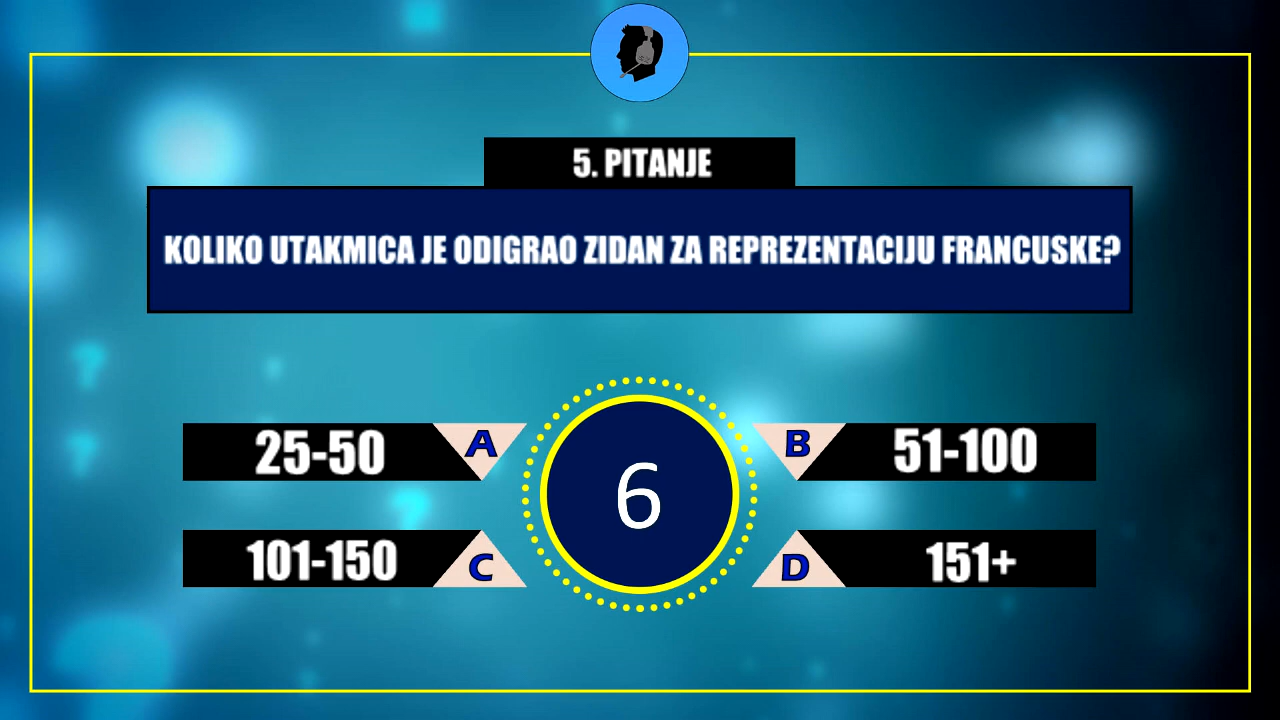 5. PITANJE
KOLIKO UTAKMICA JE ODIGRAO ZIDAN ZA REPREZENTACIJU FRANCUSKE?
25-50 A
B 51-100
6
101-150 C
D 151+